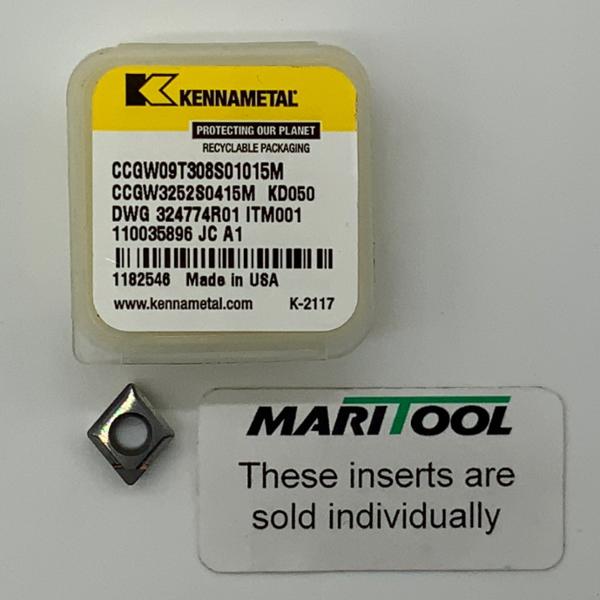 KENNAMETAL
PROTECTING OUR PLANET
RECYCLABLE PACKAGING
CCGW09T308S01015M
CCGW3252S0415M KD050
DWG 324774R01 ITM001
110035896 JC A1
1182546 Made in USA
www.kennametal.com K-2117
MARITOOL
These inserts are
sold individually